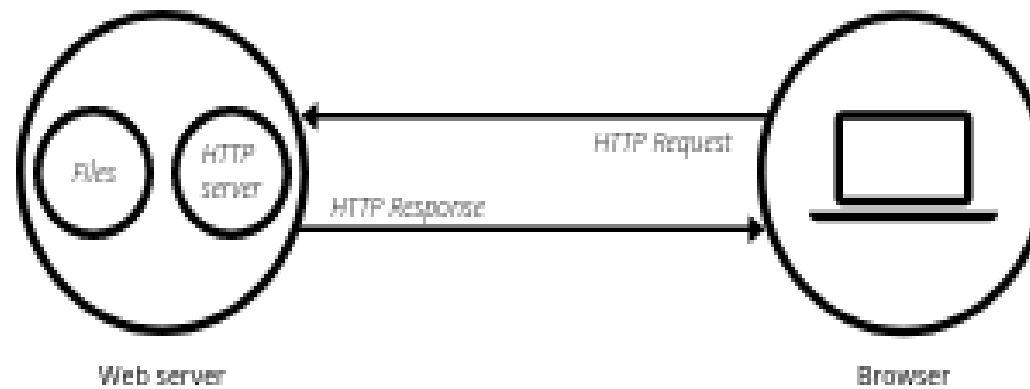 HTTP Request
Files
HTTP
server
HTTP Response
Web server
Browser